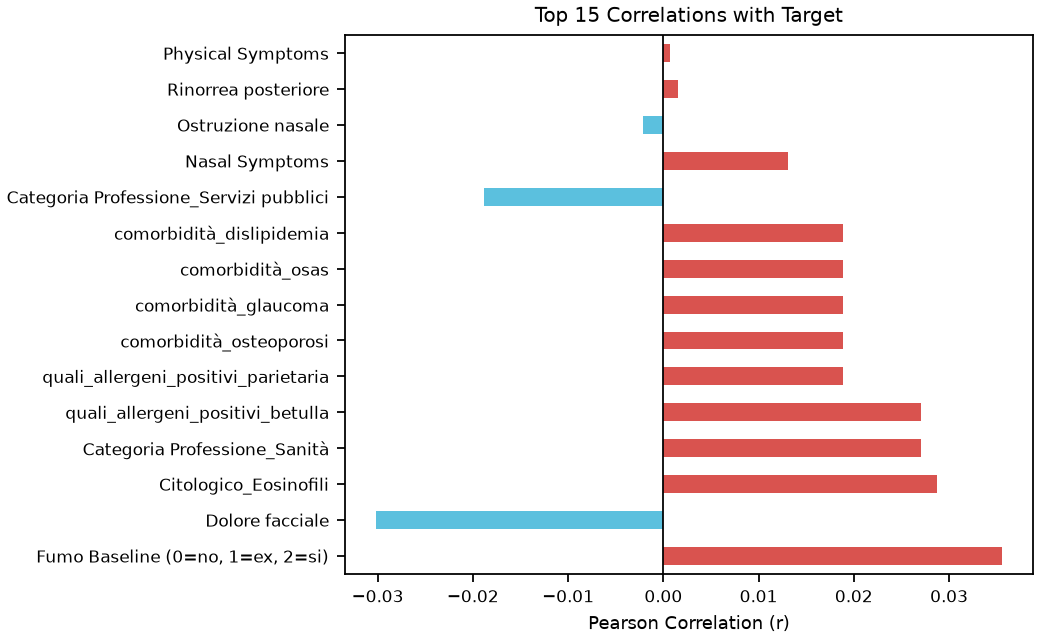 Top 15 Correlations with Target
Physical Symptoms
Rinorrea posteriore
Ostruzione nasale
Nasal Symptoms
Categoria Professione_Servizi pubblici
comorbidità_dislipidemia
comorbidità_osas
comorbidità_glaucoma
comorbidità_osteoporosi
quali_allergeni_positivi_parietaria
quali_allergeni_positivi_betulla
Categoria Professione_Sanità
Citologico_Eosinofili
Dolore facciale
Fumo Baseline (0=no, 1=ex, 2=si)
−0.03 −0.02 −0.01 0.00 0.01 0.02 0.03
Pearson Correlation (r)